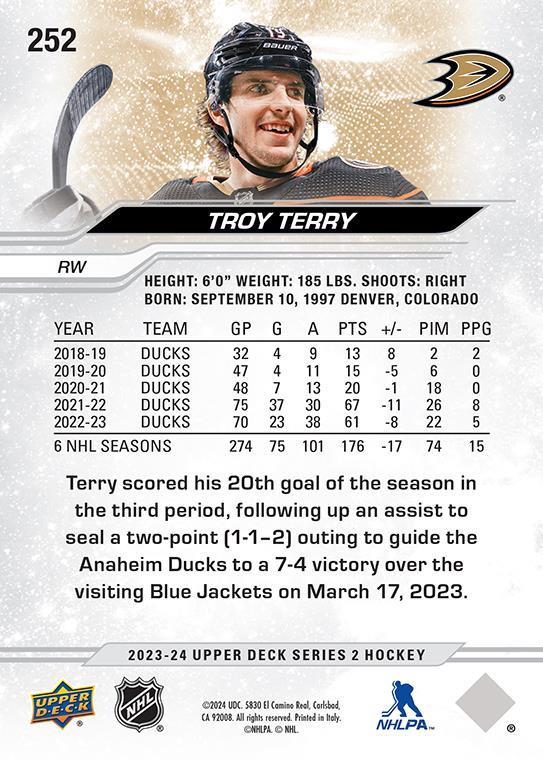 252
13
BAUER
®
TROY TERRY
RW
HEIGHT: 6'0" WEIGHT: 185 LBS. SHOOTS: RIGHT
BORN: SEPTEMBER 10, 1997 DENVER, COLORADO
YEAR TEAM GP G A PTS +/- PIM PPG
2018-19 DUCKS 32 4 9 13 8 2 2
2019-20 DUCKS 47 4 11 15 -5 6 0
2020-21 DUCKS 48 7 13 20 -1 18 0
2021-22 DUCKS 75 37 30 67 -11 26 8
2022-23 DUCKS 70 23 38 61 -8 22 5
6 NHL SEASONS 274 75 101 176 -17 74 15
Terry scored his 20th goal of the season in
the third period, following up an assist to
seal a two-point (1-1–2) outing to guide the
Anaheim Ducks to a 7-4 victory over the
visiting Blue Jackets on March 17, 2023.
2023-24 UPPER DECK SERIES 2 HOCKEY
UPPER
D·E·C·K
®
NHL
®
©2024 UDC. 5830 El Camino Real, Carlsbad,
CA 92008. All rights reserved. Printed in Italy.
©NHLPA. © NHL.
NHLPA™
®